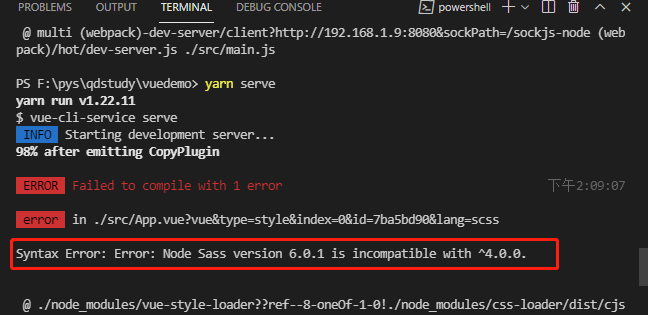 PROBLEMS OUTPUT TERMINAL DEBUG CONSOLE powershell
@ multi (webpack)-dev-server/client?http://192.168.1.9:8080&sockPath=/sockjs-node (web
pack)/hot/dev-server.js ./src/main.js
PS F:\pys\qdstudy\vuedemo> yarn serve
yarn run v1.22.11
$ vue-cli-service serve
INFO Starting development server...
98% after emitting CopyPlugin
ERROR Failed to compile with 1 error 下午2:09:07
error in ./src/App.vue?vue&type=style&index=0&id=7ba5bd90&lang=scss
Syntax Error: Error: Node Sass version 6.0.1 is incompatible with ^4.0.0.
@ ./node_modules/vue-style-loader??ref--8-oneOf-1-0!./node_modules/css-loader/dist/cjs